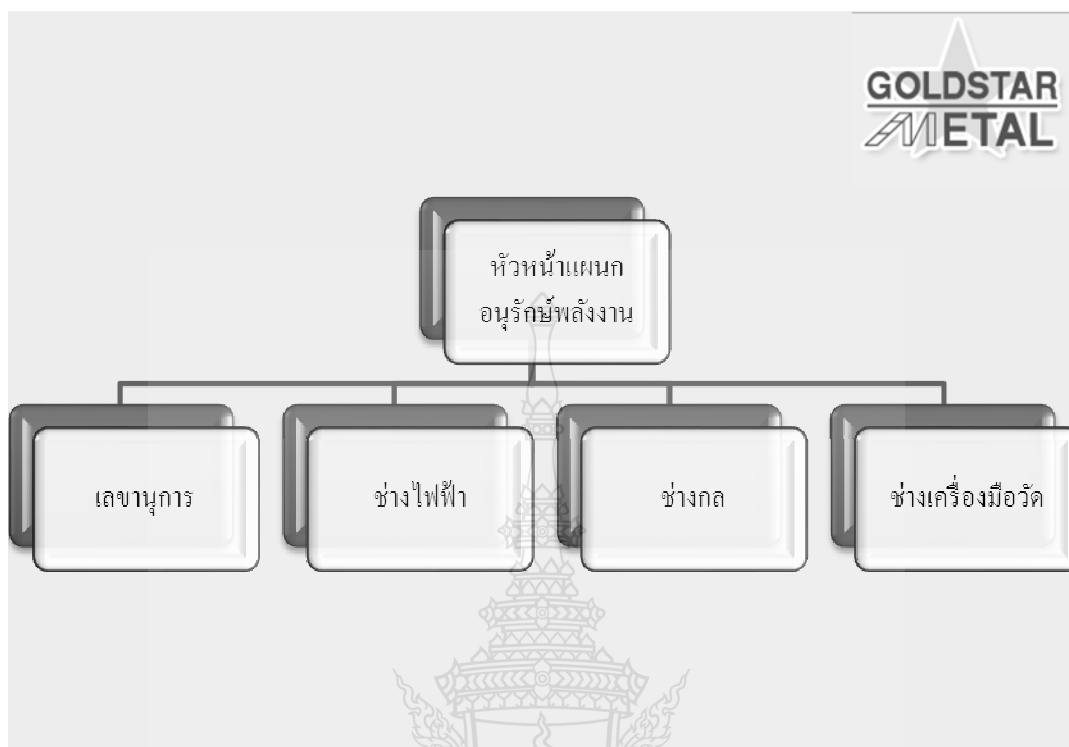 GOLDSTAR
METAL
หัวหน้าแผนก
อนุรักษ์พลังงาน
เลขานุการ
ช่างไฟฟ้า
ช่างกล
ช่างเครื่องมือวัด